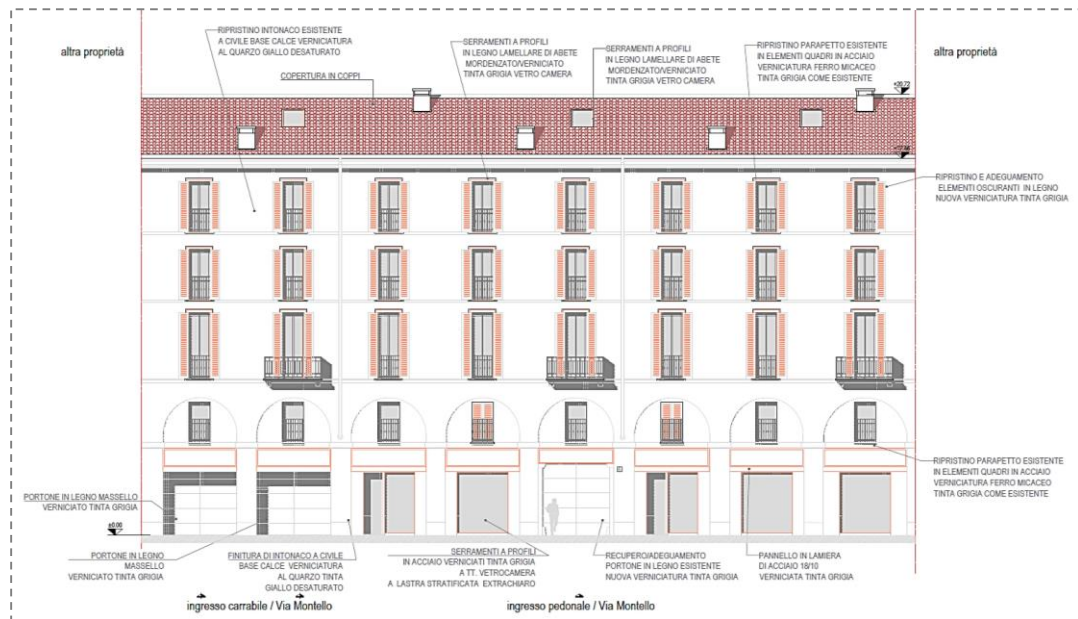 altra proprietà
RIPRISTINO INTONACO ESISTENTE
A CIVILE BASE CALCE VERNICIATURA
AL QUARZO GIALLO DESATURATO
COPERTURA IN COPPI
SERRAMENTI A PROFILI
IN LEGNO LAMELLARE DI ABETE
MORDENZATO/VERNICIATO
TINTA GRIGIA VETRO CAMERA
SERRAMENTI A PROFILI
IN LEGNO LAMELLARE DI ABETE
MORDENZATO/VERNICIATO
TINTA GRIGIA VETRO CAMERA
RIPRISTINO PARAPETTO ESISTENTE
IN ELEMENTI QUADRI IN ACCIAIO
VERNICIATURA FERRO MICACEO
TINTA GRIGIA COME ESISTENTE
altra proprietà
RIPRISTINO E ADEGUAMENTO
ELEMENTI OSCURANTI IN LEGNO
NUOVA VERNICIATURA TINTA GRIGIA
RIPRISTINO PARAPETTO ESISTENTE
IN ELEMENTI QUADRI IN ACCIAIO
VERNICIATURA FERRO MICACEO
TINTA GRIGIA COME ESISTENTE
PORTONE IN LEGNO MASSELLO
VERNICIATO TINTA GRIGIA
±0.00
PORTONE IN LEGNO
MASSELLO
VERNICIATO TINTA GRIGIA
FINITURA DI INTONACO A CIVILE
BASE CALCE VERNICIATURA
AL QUARZO TINTA
GIALLO DESATURATO
SERRAMENTI A PROFILI
IN ACCIAIO VERNICIATI TINTA GRIGIA
A TT. VETROCAMERA
A LASTRA STRATIFICATA EXTRACHIARO
RECUPERO/ADEGUAMENTO
PORTONE IN LEGNO ESISTENTE
NUOVA VERNICIATURA TINTA GRIGIA
PANNELLO IN LAMIERA
DI ACCIAIO 18/10
VERNICIATA TINTA GRIGIA
ingresso carrabile / Via Montello
ingresso pedonale / Via Montello